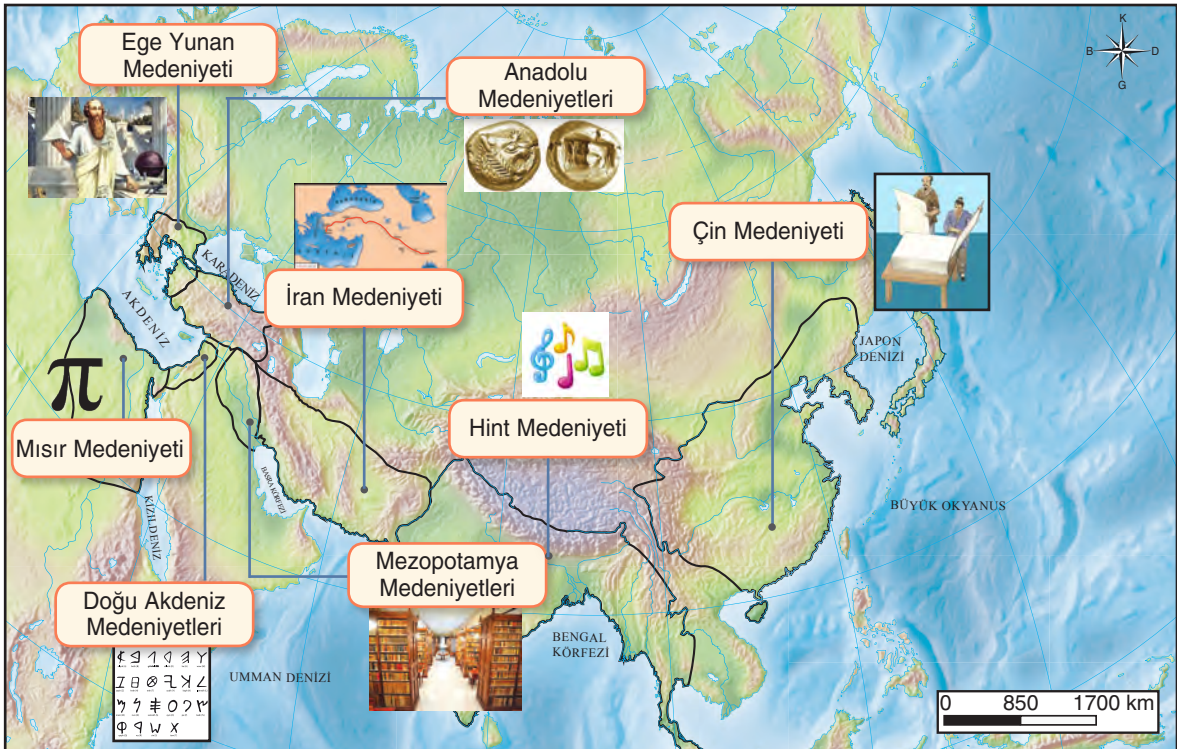 Ege Yunan
Medeniyeti
Anadolu
Medeniyetleri
K
B
D
G
Çin Medeniyeti
İran Medeniyeti
KARADENİZ
AKDENİZ
JAPON
DENİZİ
π
Mısır Medeniyeti
Hint Medeniyeti
BASRA KÖRFEZİ
KIZILDENİZ
BÜYÜK OKYANUS
Mezopotamya
Medeniyetleri
Doğu Akdeniz
Medeniyetleri
BENGAL
KÖRFEZİ
UMMAN DENİZİ
0 850 1700 km